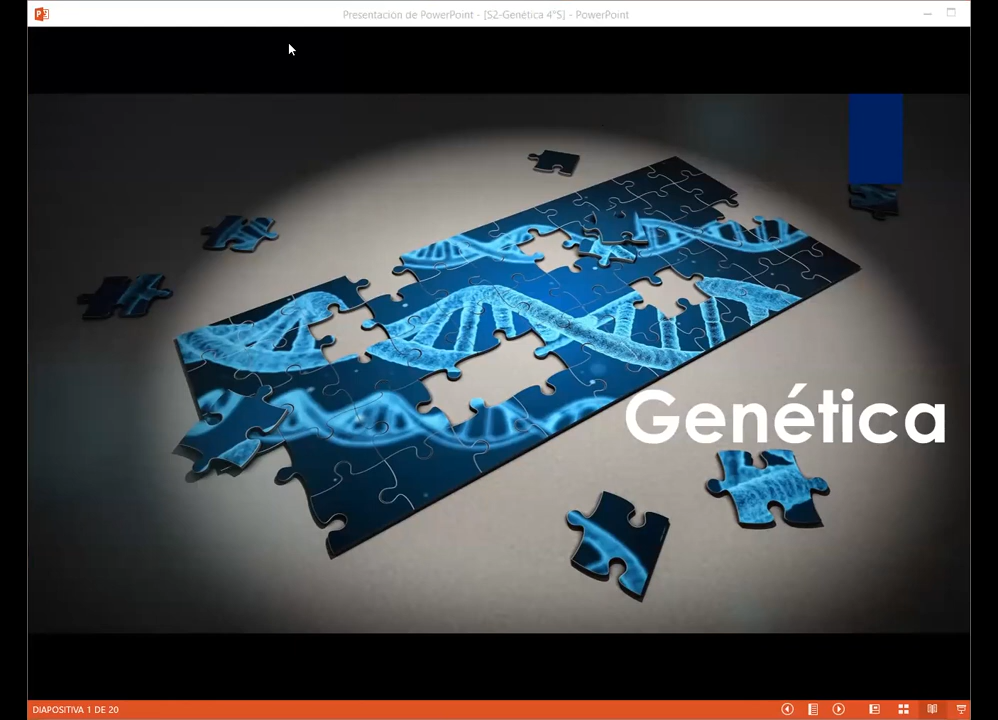 Presentación de PowerPoint - [S2-Genética 4°S] - PowerPoint
Genética
DIAPOSITIVA 1 DE 20